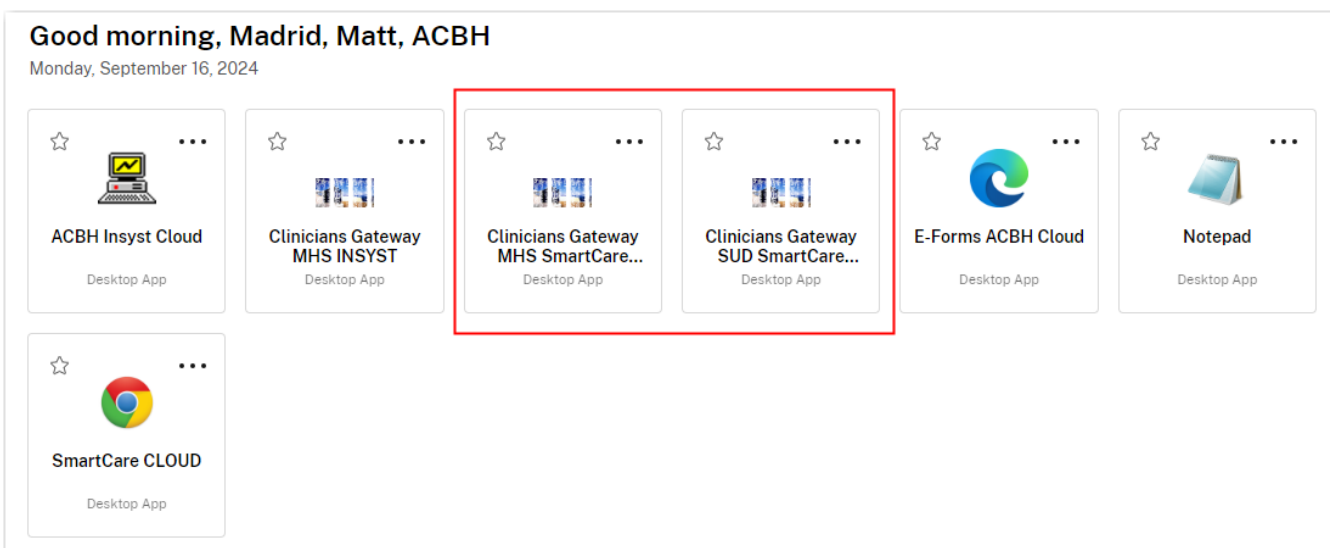 Good morning, Madrid, Matt, ACBH
Monday, September 16, 2024
ACBH Insyst Cloud
Desktop App
Clinicians Gateway
MHS INSYST
Desktop App
Clinicians Gateway
MHS SmartCare...
Desktop App
Clinicians Gateway
SUD SmartCare...
Desktop App
E-Forms ACBH Cloud
Desktop App
Notepad
Desktop App
SmartCare CLOUD
Desktop App